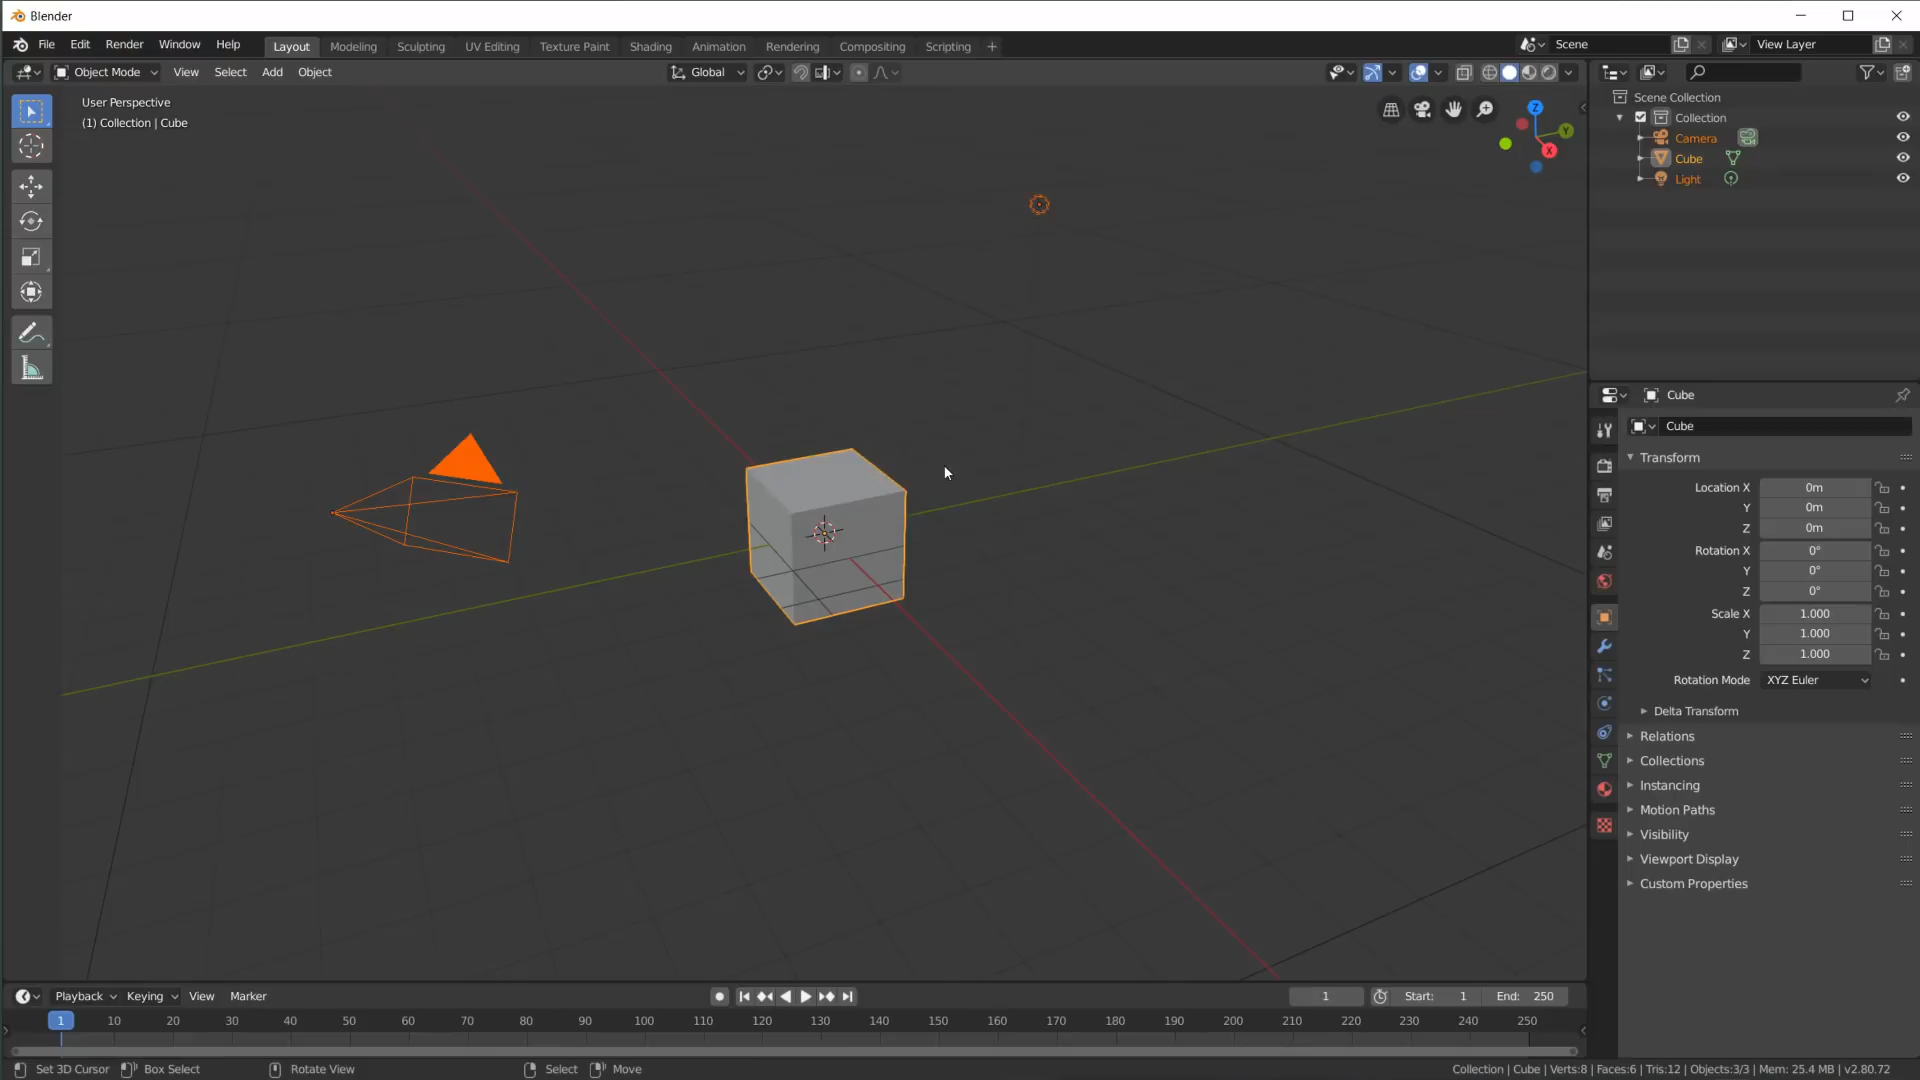 Blender
File Edit Render Window Help Layout Modeling Sculpting UV Editing Texture Paint Shading Animation Rendering Compositing Scripting + Scene View Layer
Object Mode View Select Add Object Global
User Perspective
(1) Collection | Cube
Z
Y
X
Scene Collection
Collection
Camera
Cube
Light
Cube
Cube
Transform
Location X 0m
Y 0m
Z 0m
Rotation X 0°
Y 0°
Z 0°
Scale X 1.000
Y 1.000
Z 1.000
Rotation Mode XYZ Euler
Delta Transform
Relations
Collections
Instancing
Motion Paths
Visibility
Viewport Display
Custom Properties
Playback Keying View Marker 1 Start: 1 End: 250
1 10 20 30 40 50 60 70 80 90 100 110 120 130 140 150 160 170 180 190 200 210 220 230 240 250
Set 3D Cursor Box Select Rotate View Select Move Collection | Cube | Verts:8 | Faces:6 | Tris:12 | Objects:3/3 | Mem: 25.4 MB | v2.80.72